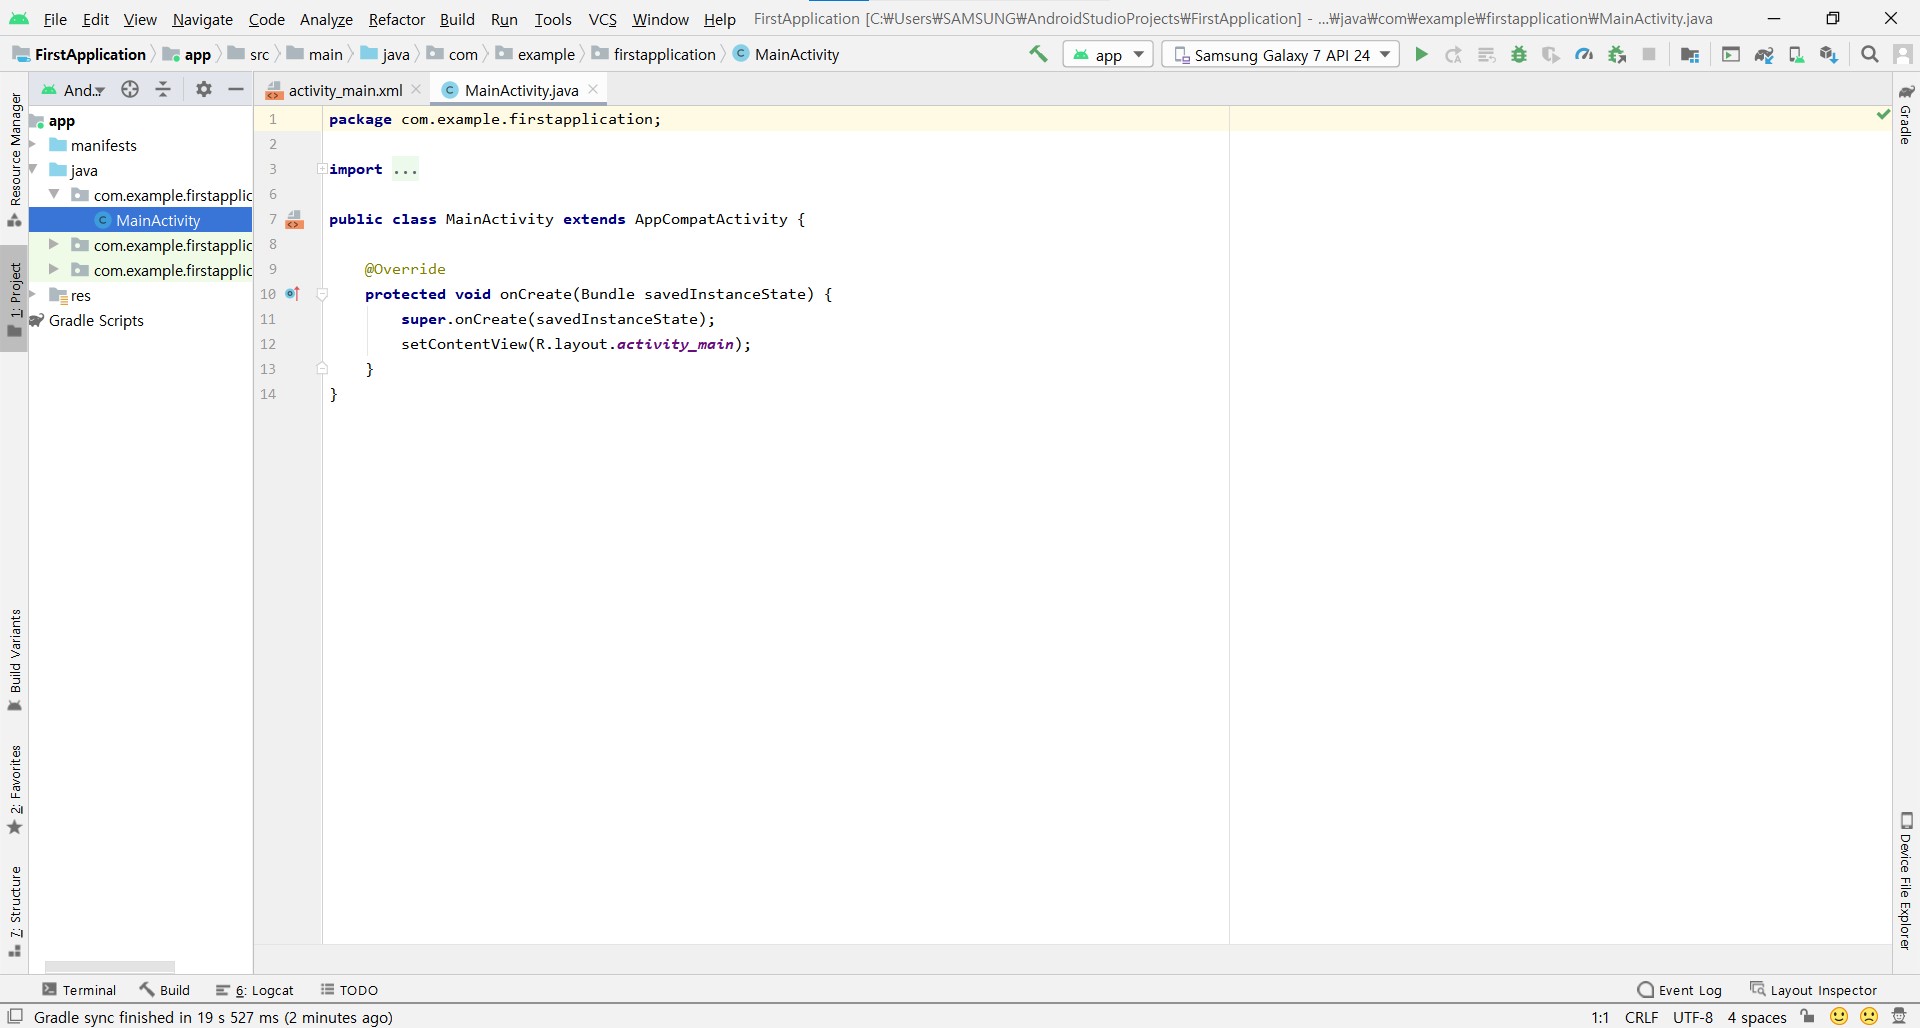 File Edit View Navigate Code Analyze Refactor Build Run Tools VCS Window Help FirstApplication [C:₩Users₩SAMSUNG₩AndroidStudioProjects₩FirstApplication] - ...₩java₩com₩example₩firstapplication₩MainActivity.java
FirstApplication app src main java com example firstapplication MainActivity app Samsung Galaxy 7 API 24
And.. activity_main.xml MainActivity.java
Resource Manager
1: Project
Build Variants
2: Favorites
7: Structure
app
manifests
java
com.example.firstapplic
MainActivity
com.example.firstapplic
com.example.firstapplic
res
Gradle Scripts
1 package com.example.firstapplication;
2
3 import ...
6
7 public class MainActivity extends AppCompatActivity {
8
9 @Override
10 protected void onCreate(Bundle savedInstanceState) {
11 super.onCreate(savedInstanceState);
12 setContentView(R.layout.activity_main);
13 }
14 }
Gradle
Device File Explorer
Terminal Build 6: Logcat TODO Event Log Layout Inspector
Gradle sync finished in 19 s 527 ms (2 minutes ago) 1:1 CRLF UTF-8 4 spaces